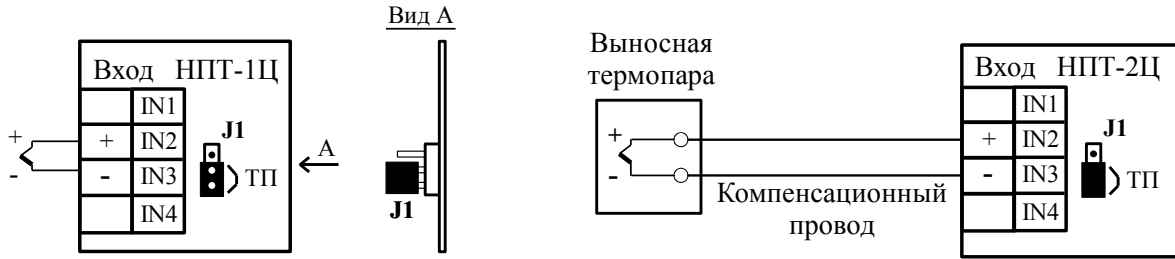 Вид А
Вход НПТ-1Ц
IN1
+ + IN2
- - IN3
IN4
J1
ТП
А
J1
Выносная
термопара
+
-
Компенсационный
провод
Вход НПТ-2Ц
IN1
+ IN2
- IN3
IN4
J1
ТП